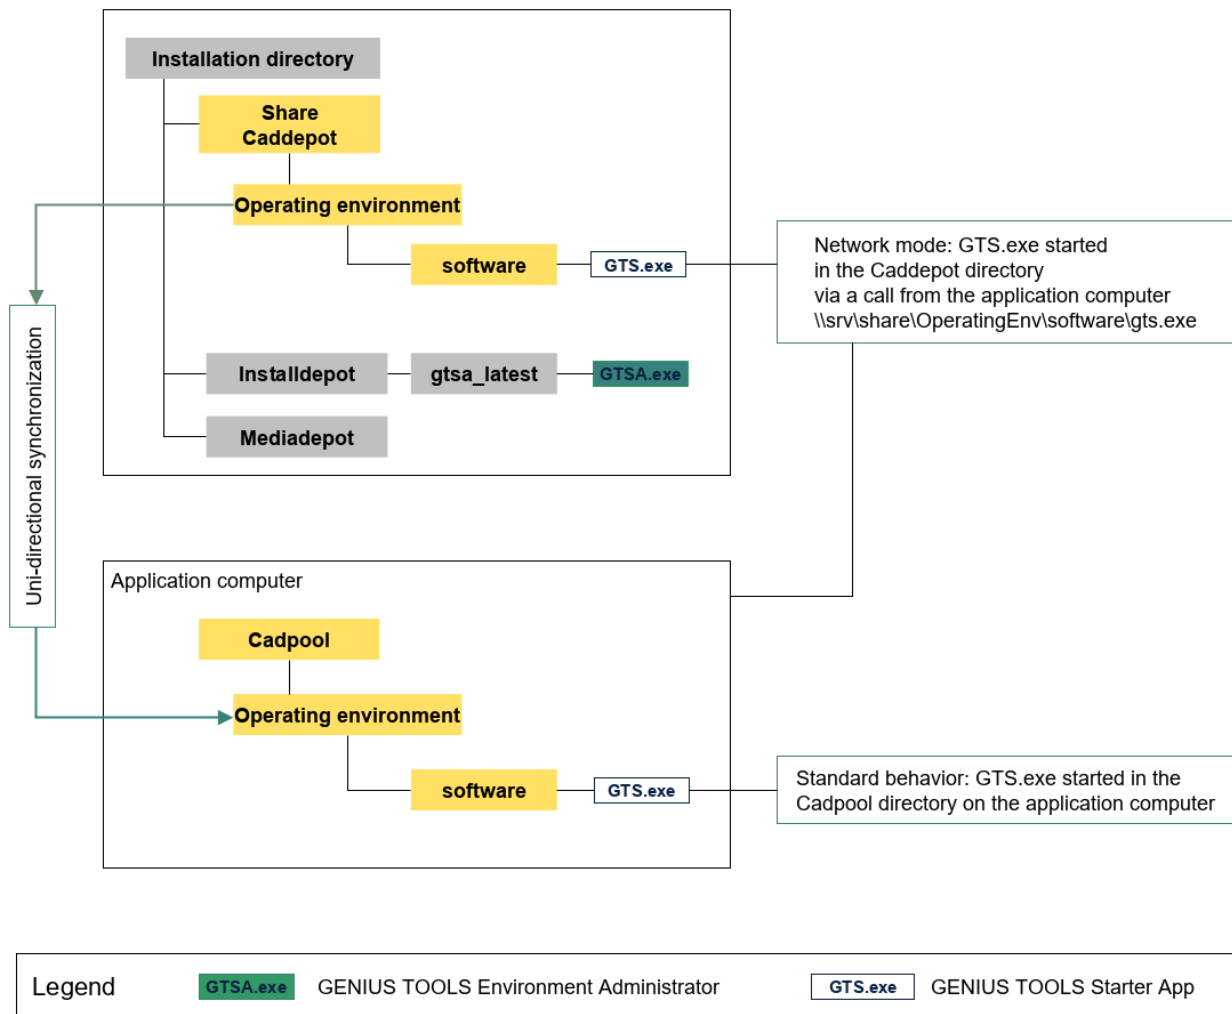 Installation directory
Share
Caddepot
Operating environment
software
GTS.exe
Network mode: GTS.exe started
in the Caddepot directory
via a call from the application computer
\\srv\share\OperatingEnv\software\gts.exe
Uni-directional synchronization
Installdepot
gtsa_latest
GTSA.exe
Mediadepot
Application computer
Cadpool
Operating environment
software
GTS.exe
Standard behavior: GTS.exe started in the
Cadpool directory on the application computer
Legend
GTSA.exe
GENIUS TOOLS Environment Administrator
GTS.exe
GENIUS TOOLS Starter App